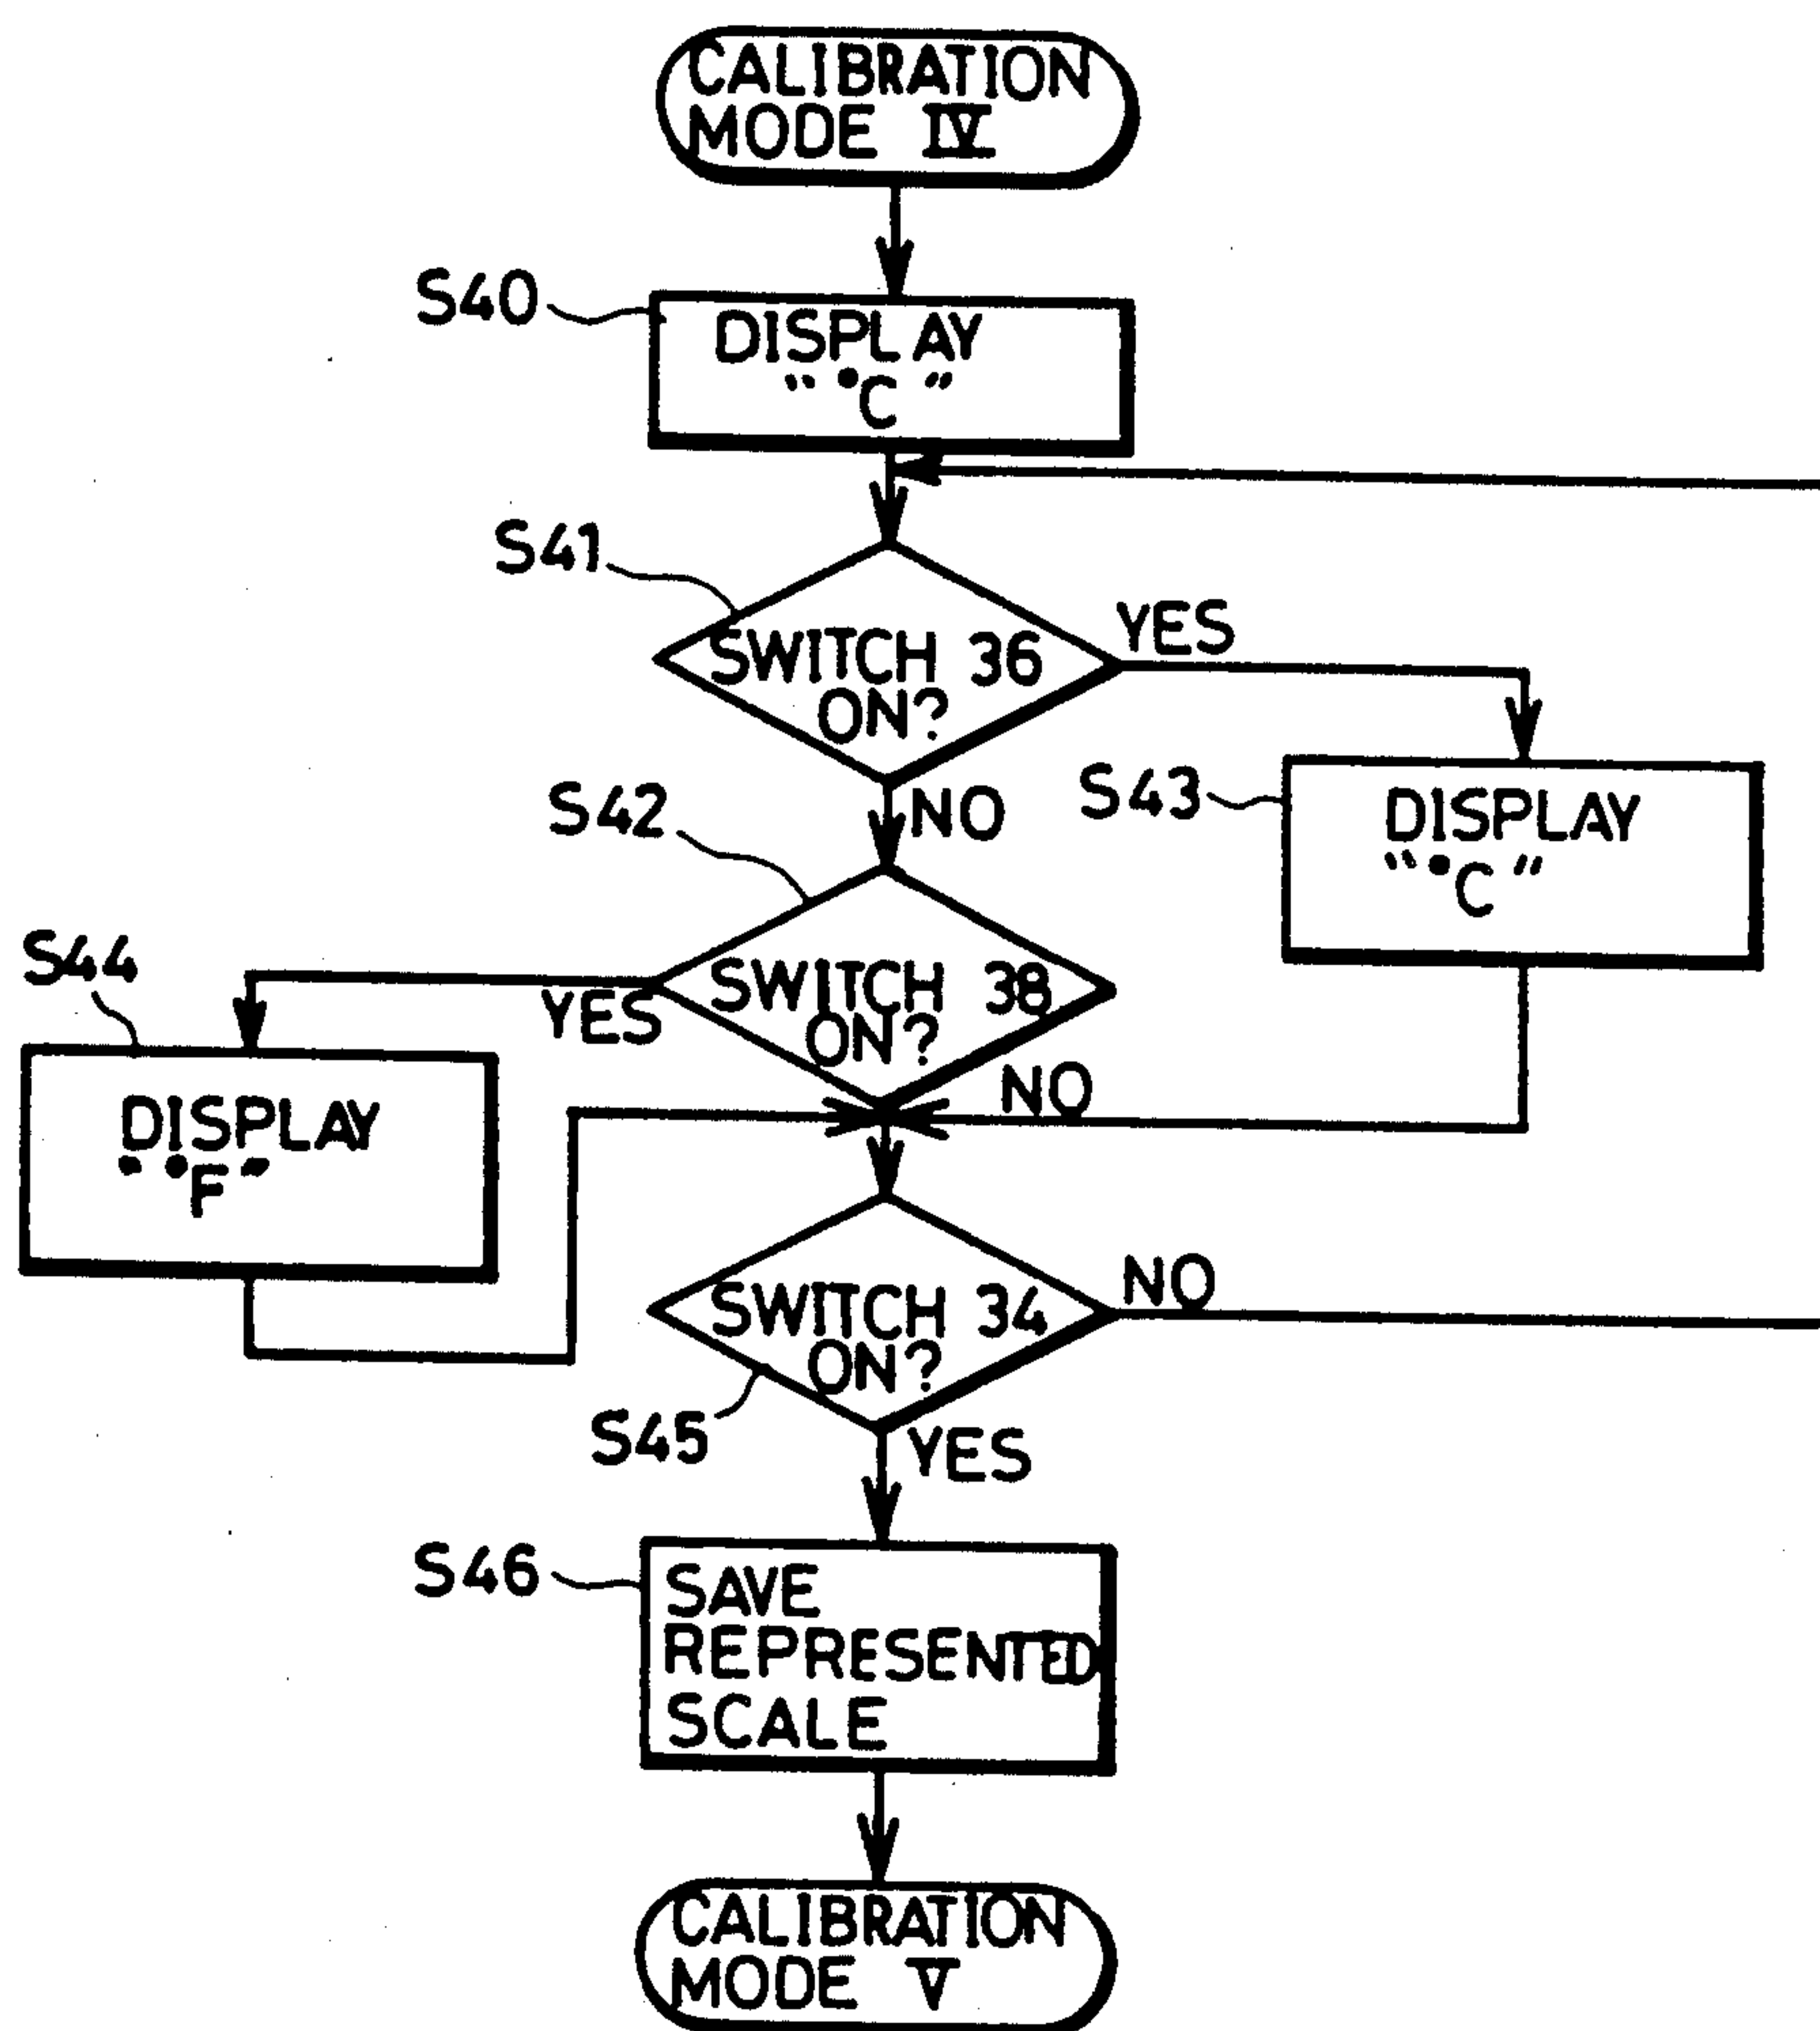 CALIBRATION
MODE IV
S40
DISPLAY
"°C"
S41
SWITCH 36
ON?
YES
NO
S43
DISPLAY
"°C"
S42
SWITCH 38
ON?
YES
NO
S44
DISPLAY
"°F"
SWITCH 34
ON?
NO
S45
YES
S46
SAVE
REPRESENTED
SCALE
CALIBRATION
MODE V